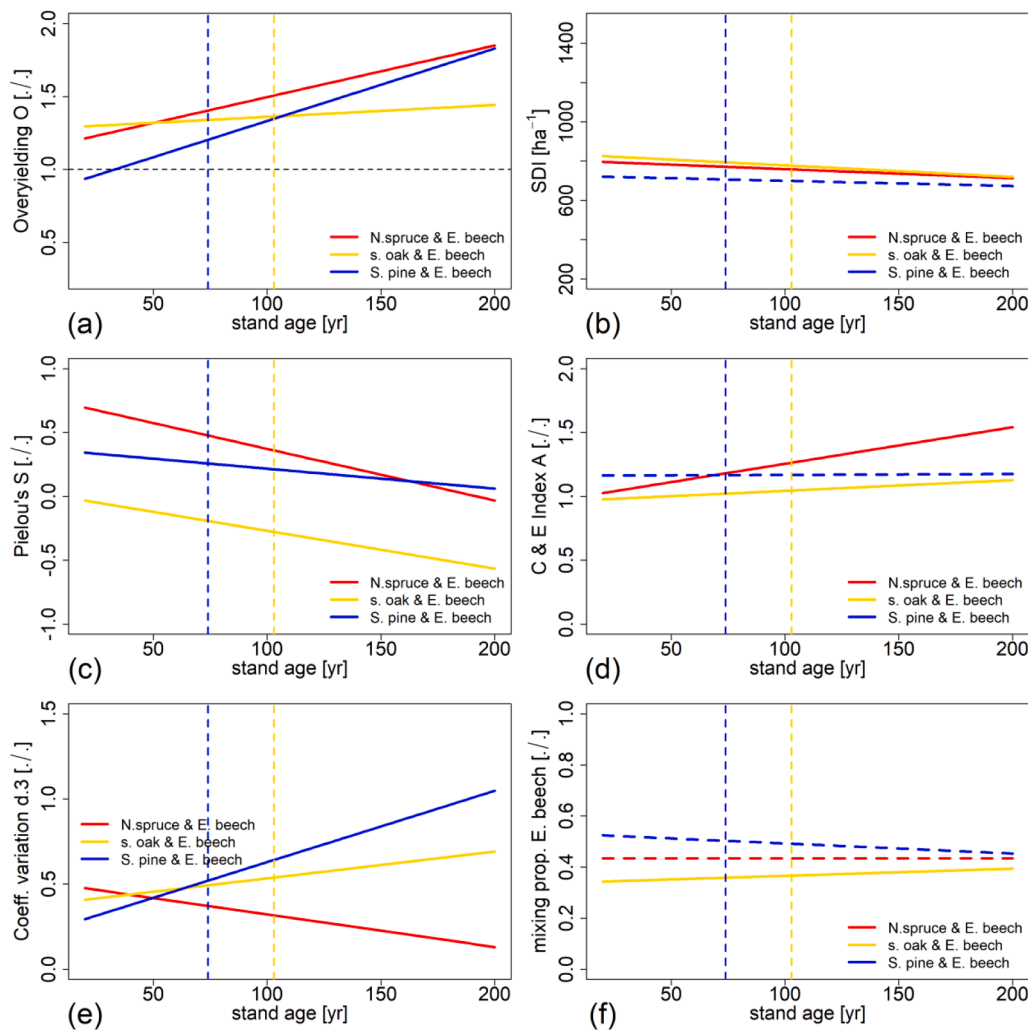 Overyielding O [./.]
2.0
1.5
1.0
0.5
N.spruce & E. beech
s. oak & E. beech
S. pine & E. beech
50 100 150 200
(a) stand age [yr]
SDI [ha⁻¹]
1400
1000
600
200
N.spruce & E. beech
s. oak & E. beech
S. pine & E. beech
50 100 150 200
(b) stand age [yr]
Pielou's S [./.]
1.0
0.5
0.0
-0.5
-1.0
N.spruce & E. beech
s. oak & E. beech
S. pine & E. beech
50 100 150 200
(c) stand age [yr]
C & E Index A [./.]
2.0
1.5
1.0
0.5
0.0
N.spruce & E. beech
s. oak & E. beech
S. pine & E. beech
50 100 150 200
(d) stand age [yr]
Coeff. variation d.3 [./.]
1.5
1.0
0.5
0.0
N.spruce & E. beech
s. oak & E. beech
S. pine & E. beech
50 100 150 200
(e) stand age [yr]
mixing prop. E. beech [./.]
1.0
0.8
0.6
0.4
0.2
0.0
N.spruce & E. beech
s. oak & E. beech
S. pine & E. beech
50 100 150 200
(f) stand age [yr]